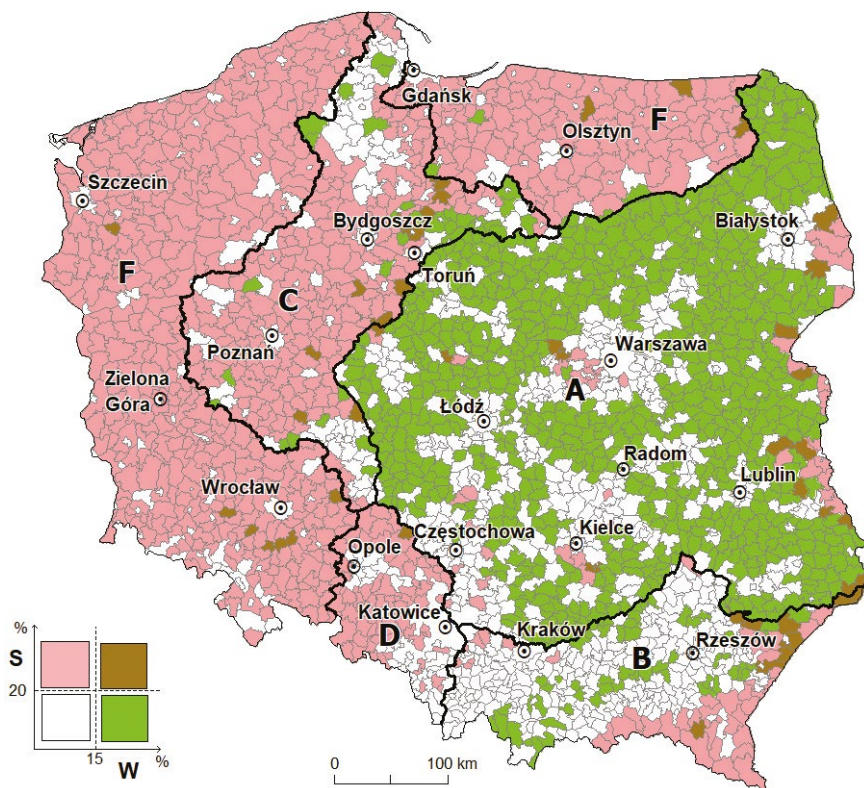 Gdańsk
F
Olsztyn
Szczecin
Białystok
Bydgoszcz
Toruń
F
C
Poznań
Warszawa
Zielona
Góra
A
Łódź
Radom
Lublin
Wrocław
Kielce
Częstochowa
Opole
Katowice
Kraków
D
B
Rzeszów
%
S
20
15
%
W
0
100 km